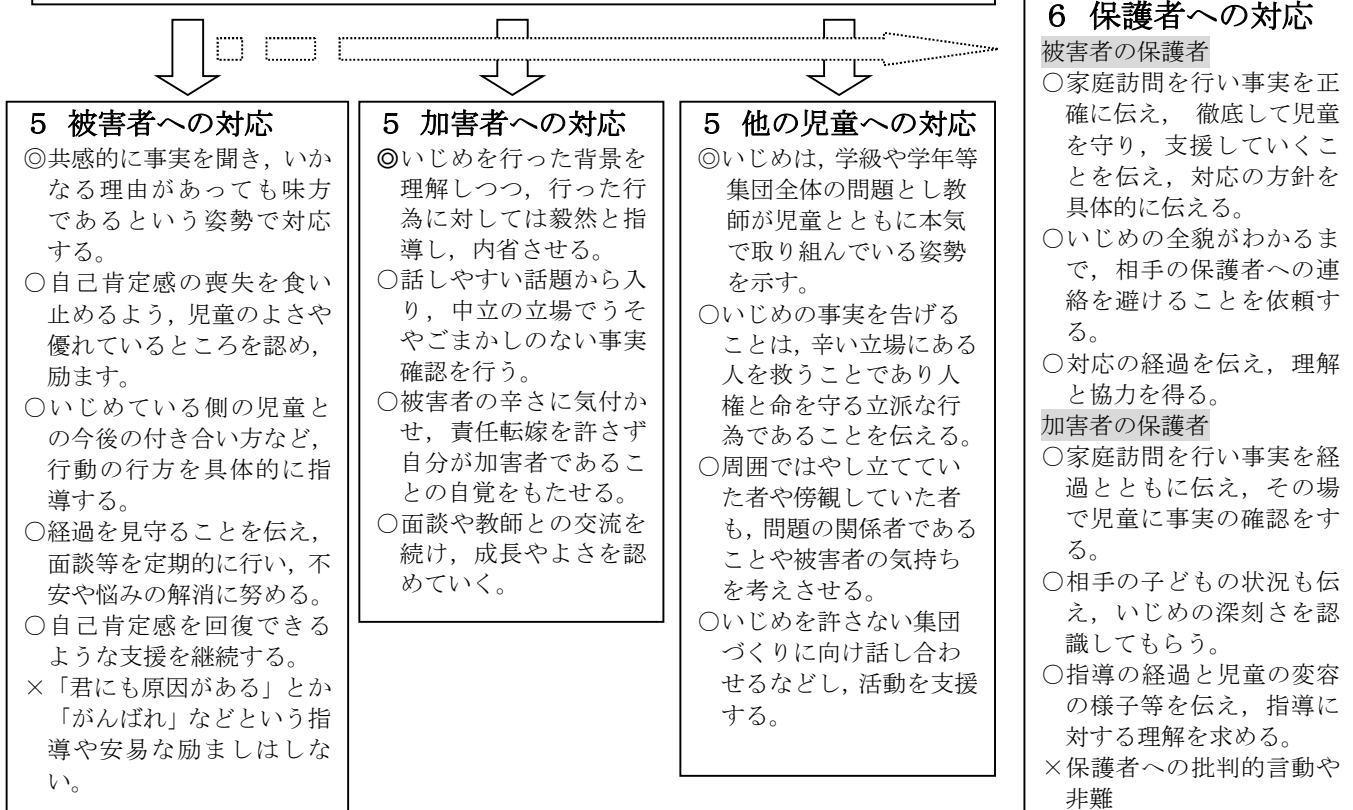 5 被害者への対応
◎共感的に事実を聞き，いか
なる理由があっても味方
であるという姿勢で対応
する。
○自己肯定感の喪失を食い
止めるよう，児童のよさや
優れているところを認め，
励ます。
○いじめている側の児童と
の今後の付き合い方など，
行動の行方を具体的に指
導する。
○経過を見守ることを伝え，
面談等を定期的に行い，不
安や悩みの解消に努める。
○自己肯定感を回復できる
ような支援を継続する。
×「君にも原因がある」とか
「がんばれ」などという指
導や安易な励ましはしな
い。
5 加害者への対応
◎いじめを行った背景を
理解しつつ，行った行
為に対しては毅然と指
導し，内省させる。
○話しやすい話題から入
り，中立の立場でうそ
やごまかしのない事実
確認を行う。
○被害者の辛さに気付か
せ，責任転嫁を許さず
自分が加害者であるこ
との自覚をもたせる。
○面談や教師との交流を
続け，成長やよさを認
めていく。
5 他の児童への対応
◎いじめは，学級や学年等
集団全体の問題とし教
師が児童とともに本気
で取り組んでいる姿勢
を示す。
○いじめの事実を告げる
ことは，辛い立場にある
人を救うことであり人
権と命を守る立派な行
為であることを伝える。
○周囲ではやし立ててい
た者や傍観していた者
も，問題の関係者である
ことや被害者の気持ち
を考えさせる。
○いじめを許さない集団
づくりに向け話し合わ
せるなどし，活動を支援
する。
6 保護者への対応
被害者の保護者
○家庭訪問を行い事実を正
確に伝え， 徹底して児童
を守り，支援していくこ
とを伝え，対応の方針を
具体的に伝える。
○いじめの全貌がわかるま
で，相手の保護者への連
絡を避けることを依頼す
る。
○対応の経過を伝え，理解
と協力を得る。
加害者の保護者
○家庭訪問を行い事実を経
過とともに伝え，その場
で児童に事実の確認をす
る。
○相手の子どもの状況も伝
え，いじめの深刻さを認
識してもらう。
○指導の経過と児童の変容
の様子等を伝え，指導に
対する理解を求める。
×保護者への批判的言動や
非難